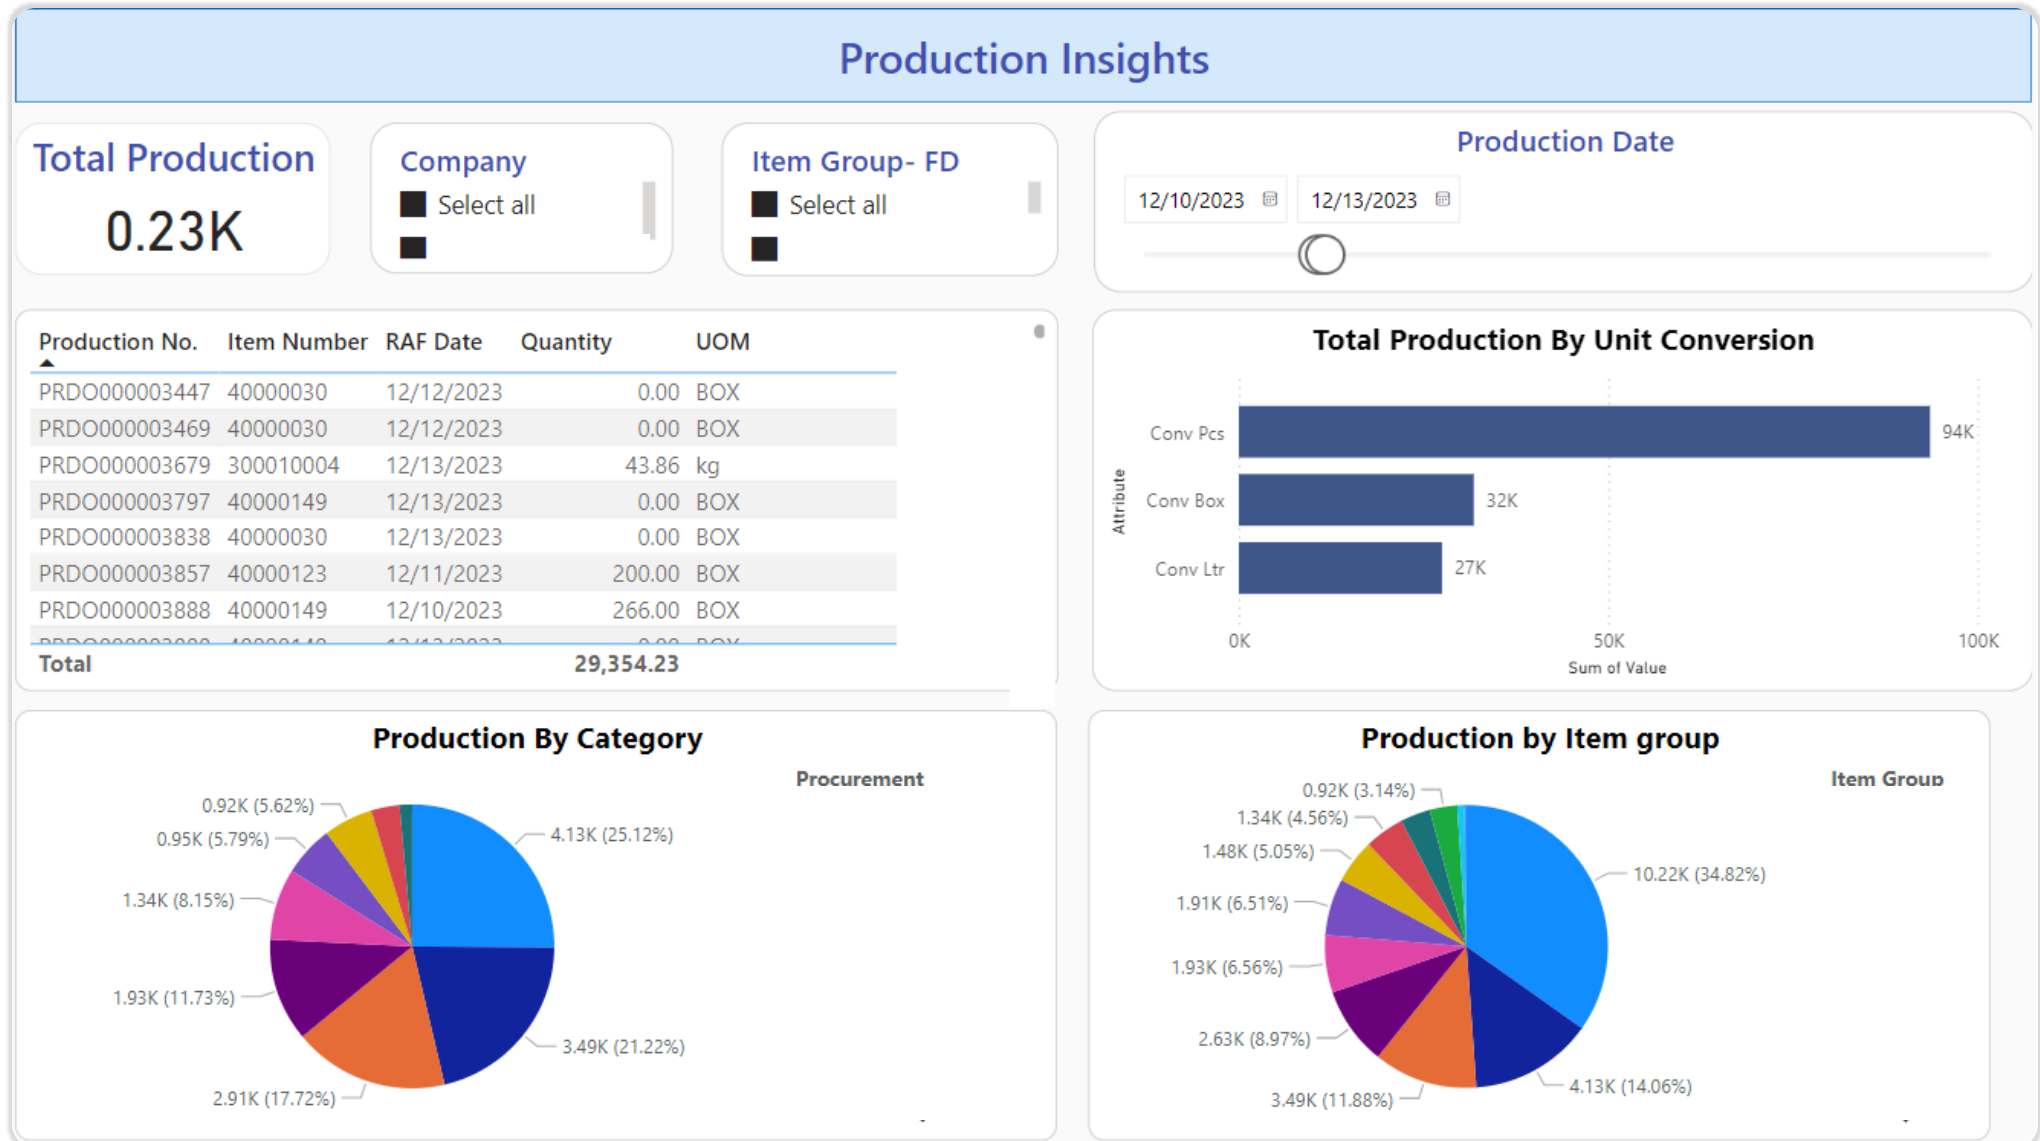 Production Insights
Total Production
0.23K
Company
Select all
Item Group- FD
Select all
Production Date
12/10/2023 12/13/2023
Production No. Item Number RAF Date Quantity UOM
PRDO000003447 40000030 12/12/2023 0.00 BOX
PRDO000003469 40000030 12/12/2023 0.00 BOX
PRDO000003679 300010004 12/13/2023 43.86 kg
PRDO000003797 40000149 12/13/2023 0.00 BOX
PRDO000003838 40000030 12/13/2023 0.00 BOX
PRDO000003857 40000123 12/11/2023 200.00 BOX
PRDO000003888 40000149 12/10/2023 266.00 BOX
Total 29,354.23
Total Production By Unit Conversion
Attribute
Conv Pcs 94K
Conv Box 32K
Conv Ltr 27K
0K 50K 100K
Sum of Value
Production By Category
Procurement
0.92K (5.62%)
4.13K (25.12%)
0.95K (5.79%)
1.34K (8.15%)
1.93K (11.73%)
3.49K (21.22%)
2.91K (17.72%)
Production by Item group
Item Group
0.92K (3.14%)
1.34K (4.56%)
1.48K (5.05%)
10.22K (34.82%)
1.91K (6.51%)
1.93K (6.56%)
2.63K (8.97%)
4.13K (14.06%)
3.49K (11.88%)